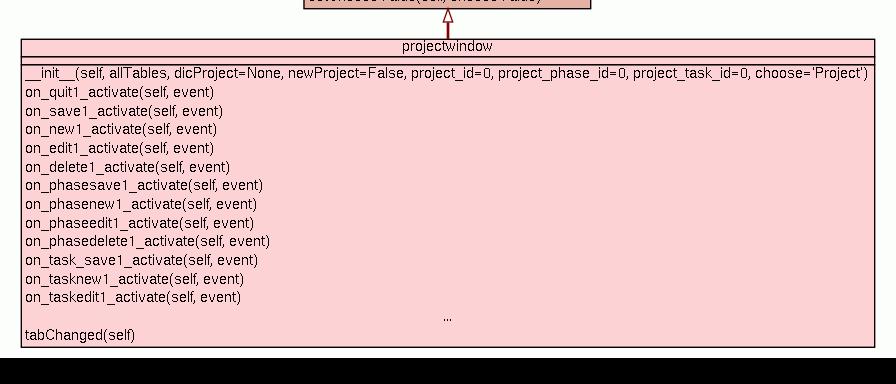 projectwindow
__init__(self, allTables, dicProject=None, newProject=False, project_id=0, project_phase_id=0, project_task_id=0, choose='Project')
on_quit1_activate(self, event)
on_save1_activate(self, event)
on_new1_activate(self, event)
on_edit1_activate(self, event)
on_delete1_activate(self, event)
on_phasesave1_activate(self, event)
on_phasenew1_activate(self, event)
on_phaseedit1_activate(self, event)
on_phasedelete1_activate(self, event)
on_task_save1_activate(self, event)
on_tasknew1_activate(self, event)
on_taskedit1_activate(self, event)
...
tabChanged(self)